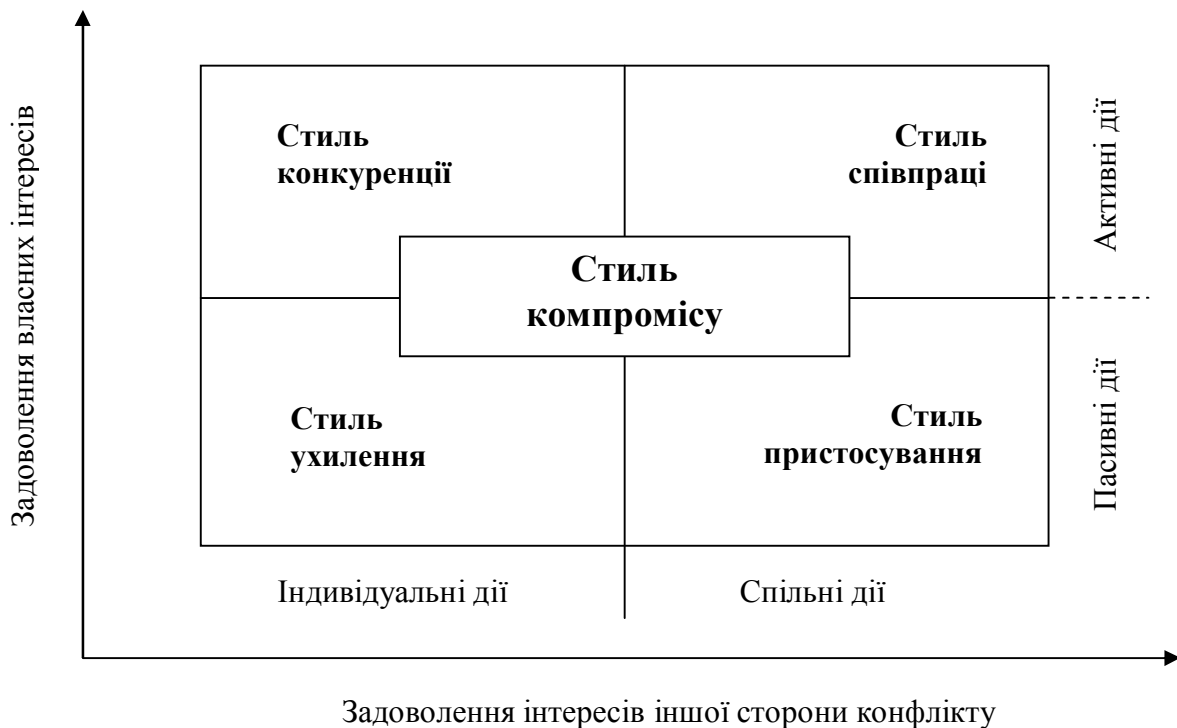 Задоволення власних інтересів
Стиль
конкуренції
Стиль
співпраці
Активні дії
Стиль
компромісу
Стиль
ухилення
Стиль
пристосування
Пасивні дії
Індивідуальні дії
Спільні дії
Задоволення інтересів іншої сторони конфлікту